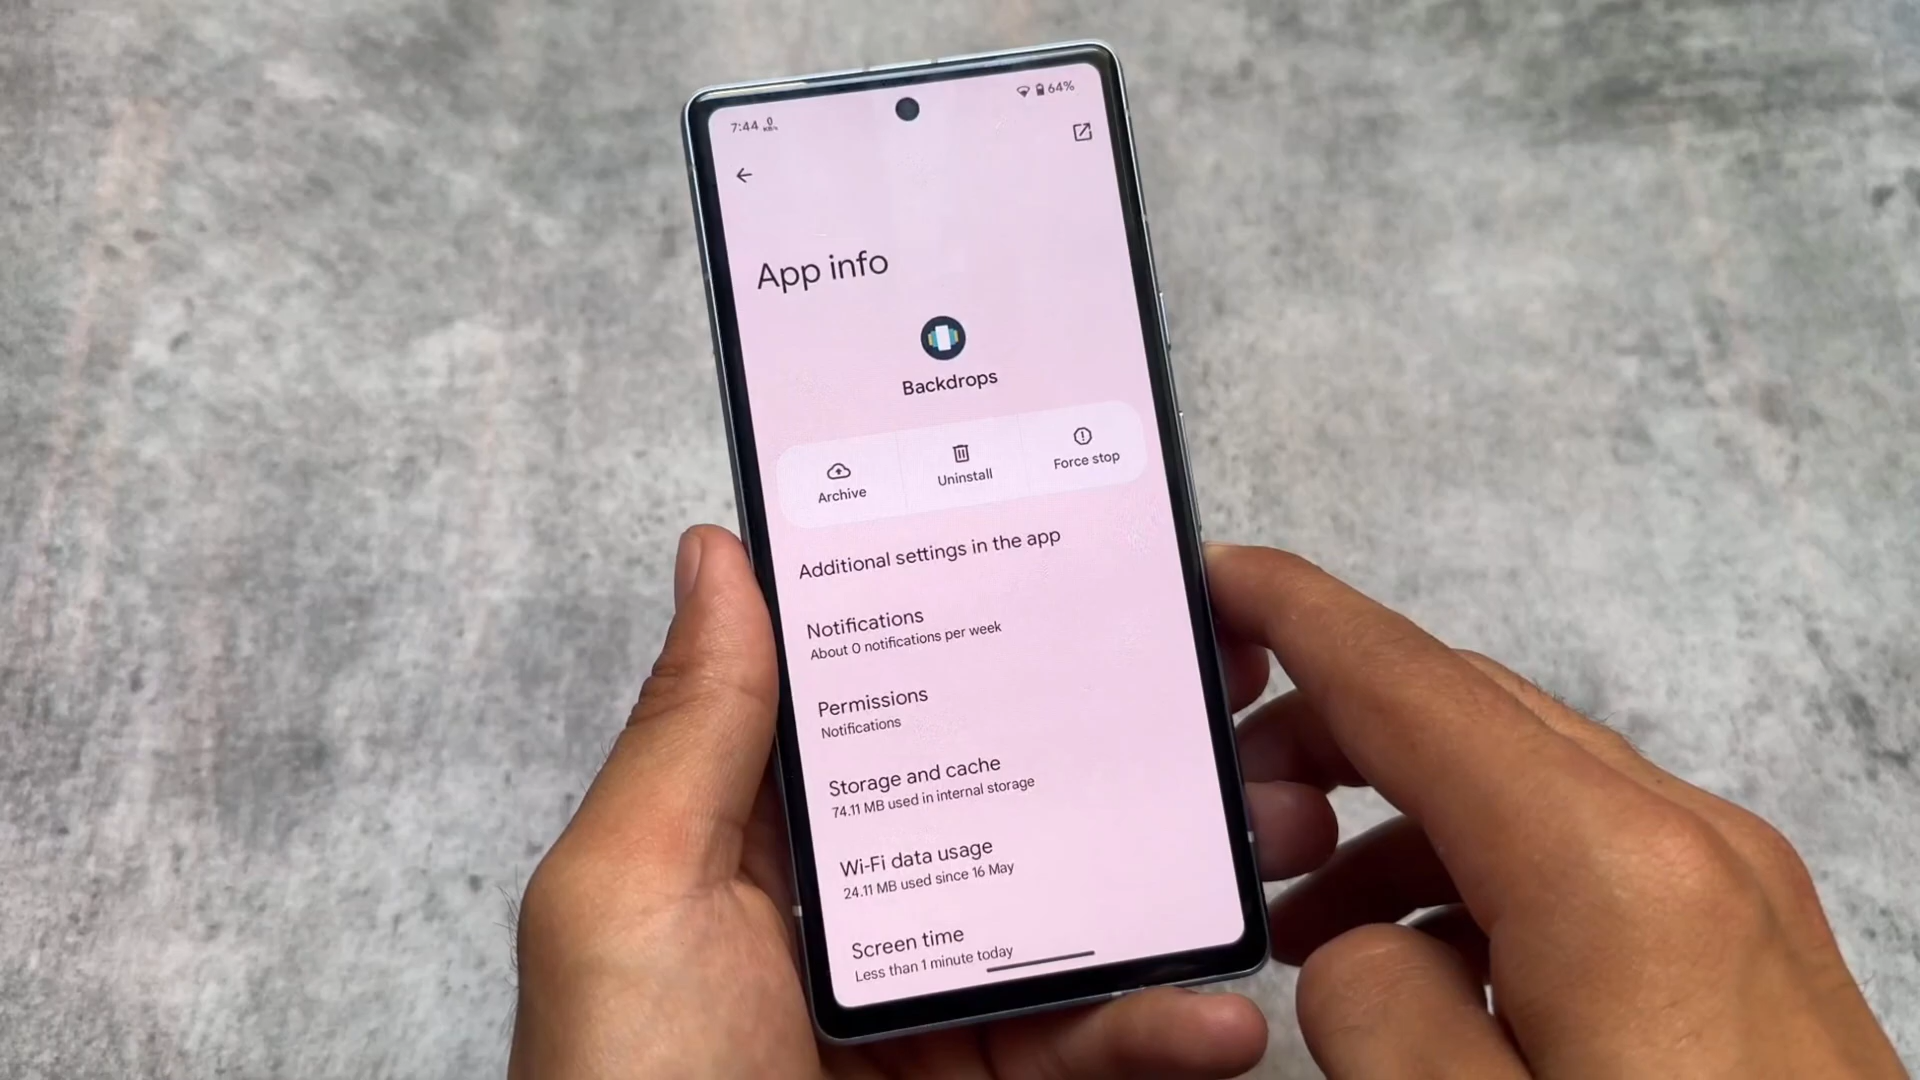 7:44 0 KB/s
64%
App info
Backdrops
Archive
Uninstall
Force stop
Additional settings in the app
Notifications
About 0 notifications per week
Permissions
Notifications
Storage and cache
74.11 MB used in internal storage
Wi-Fi data usage
24.11 MB used since 16 May
Screen time
Less than 1 minute today